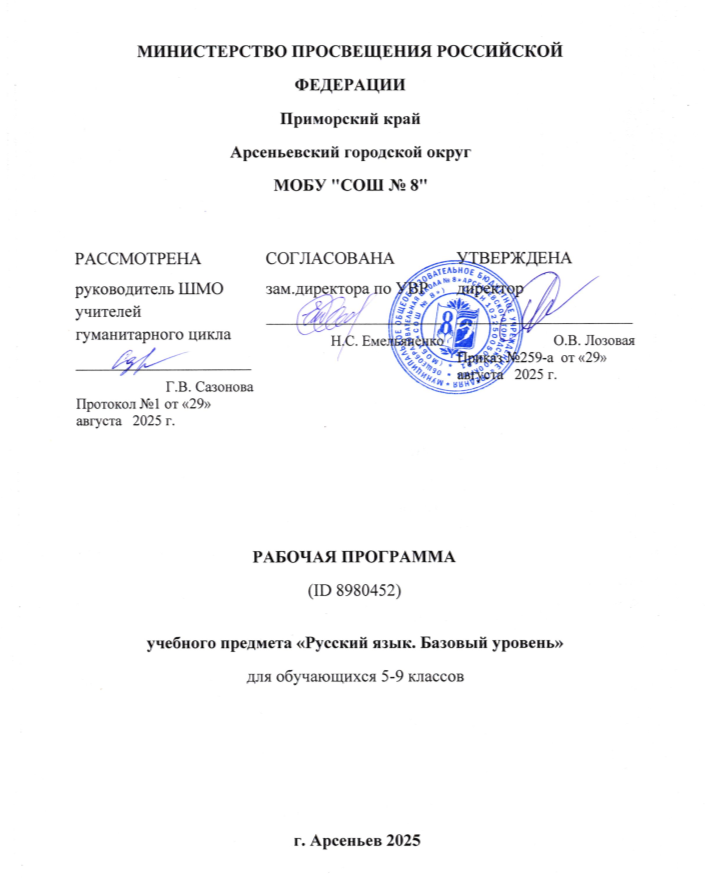 МИНИСТЕРСТВО ПРОСВЕЩЕНИЯ РОССИЙСКОЙ
ФЕДЕРАЦИИ
Приморский край
Арсеньевский городской округ
МОБУ "СОШ № 8"
РАССМОТРЕНА
руководитель ШМО
учителей
гуманитарного цикла
Г.В. Сазонова
Протокол №1 от «29»
августа 2025 г.
СОГЛАСОВАНА
зам.директора по УВР
Н.С. Емельяненко
УТВЕРЖДЕНА
директор
О.В. Лозовая
Приказ №259-а от «29»
августа 2025 г.
РАБОЧАЯ ПРОГРАММА
(ID 8980452)
учебного предмета «Русский язык. Базовый уровень»
для обучающихся 5-9 классов
г. Арсеньев 2025